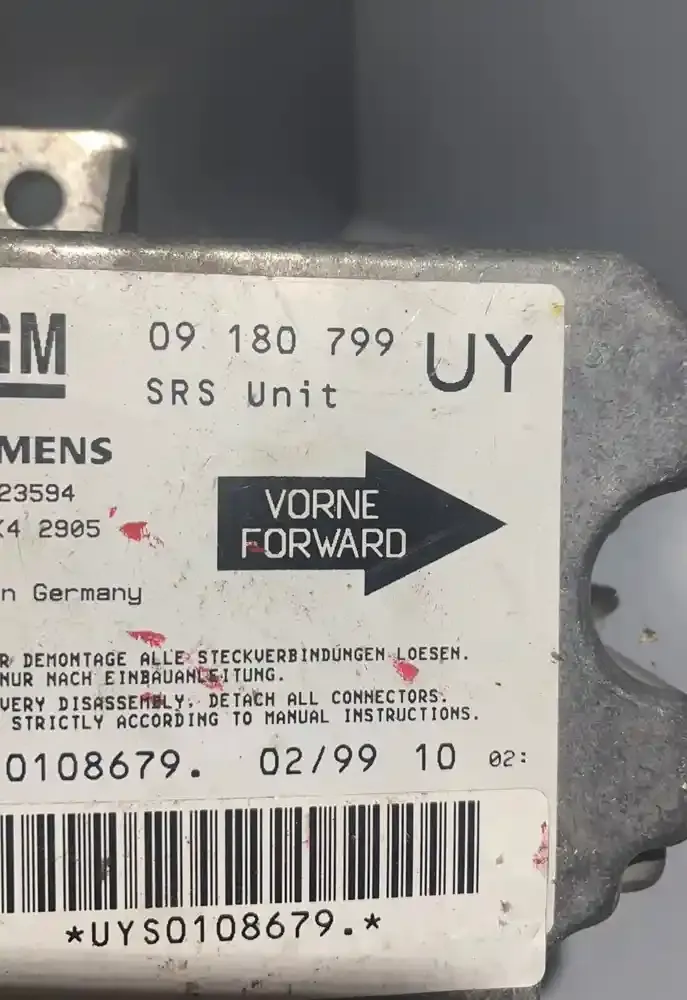 GM
09 180 799 UY
SRS Unit
MENS
23594
VORNE
FORWARD
4 2905
n Germany
R DEMONTAGE ALLE STECKVERBINDUNGEN LOESEN.
NUR NACH EINBAUANLEITUNG.
VERY DISASSEMBLY, DETACH ALL CONNECTORS.
STRICTLY ACCORDING TO MANUAL INSTRUCTIONS.
0108679. 02/99 10 02:
*UYS0108679.*